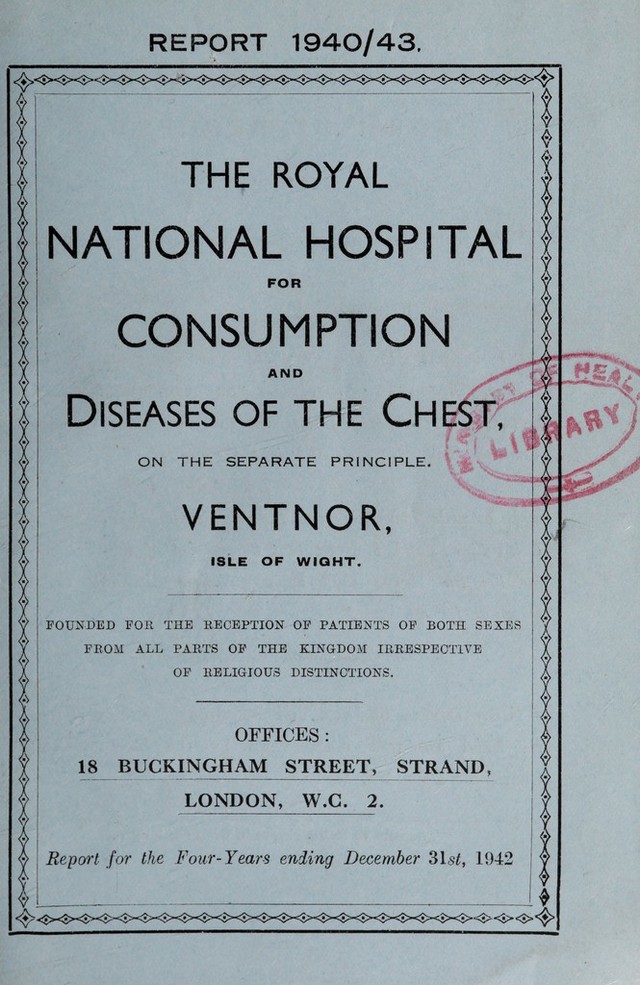 REPORT 1940/43.
THE ROYAL
NATIONAL HOSPITAL
FOR
CONSUMPTION
AND
DISEASES OF THE CHEST,
ON THE SEPARATE PRINCIPLE.
VENTNOR,
ISLE OF WIGHT.
FOUNDED FOR THE RECEPTION OF PATIENTS OF BOTH SEXES
FROM ALL PARTS OF THE KINGDOM IRRESPECTIVE
OF RELIGIOUS DISTINCTIONS.
OFFICES :
18 BUCKINGHAM STREET, STRAND,
LONDON, W.C. 2.
Report for the Four-Years ending December 31st, 1942
OF
LIBRARY